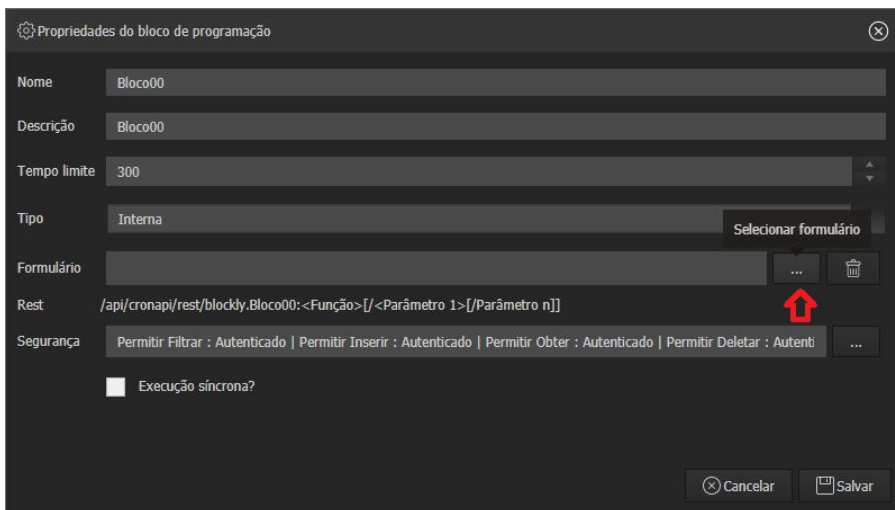 Propriedades do bloco de programação
Nome
Bloco00
Descrição
Bloco00
Tempo limite
300
Tipo
Interna
Selecionar formulário
Formulário
...
Rest
/api/cronapi/rest/blockly.Bloco00:<Função>[/<Parâmetro 1>[/Parâmetro n]]
Segurança
Permitir Filtrar : Autenticado | Permitir Inserir : Autenticado | Permitir Obter : Autenticado | Permitir Deletar : Autenti
...
Execução síncrona?
Cancelar
Salvar